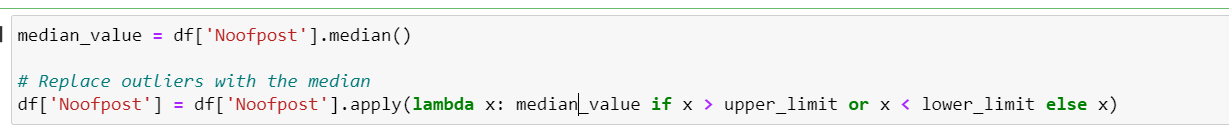 median_value = df['Noofpost'].median()
# Replace outliers with the median
df['Noofpost'] = df['Noofpost'].apply(lambda x: median_value if x > upper_limit or x < lower_limit else x)